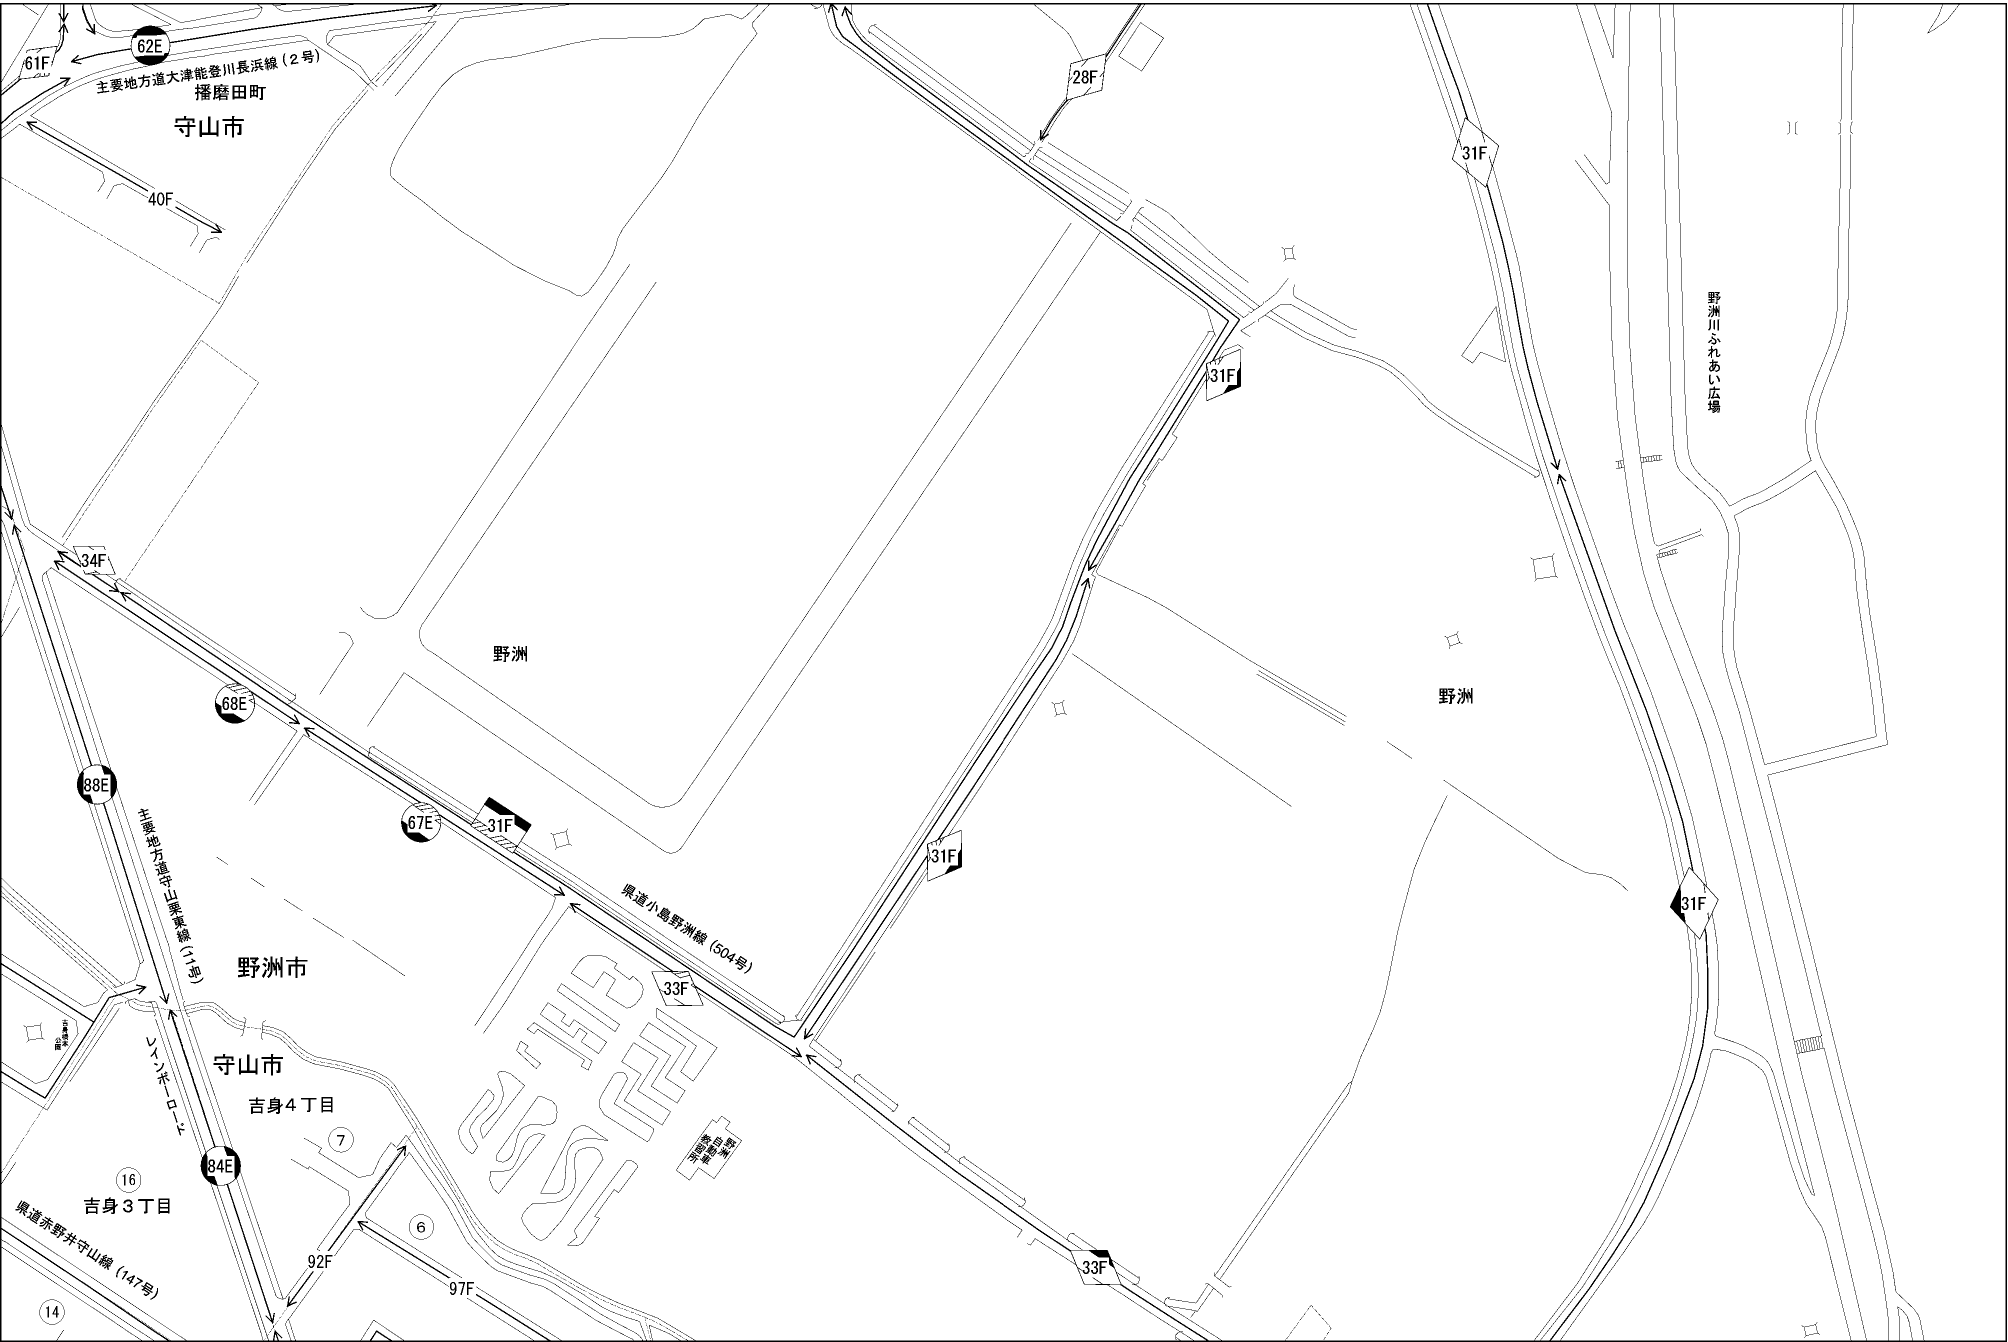 62E
61F
主要地方道大津能登川長浜線(2号)
播磨田町
守山市
40F
28F
31F
野洲川ふれあい広場
31F
34F
野洲
野洲
68E
88E
67E
31F
31F
主要地方道守山栗東線(11号)
県道小島野洲線(504号)
31F
野洲市
33F
吉身橋本
公園
レインボーロード
守山市
吉身4丁目
7
野洲
自動車
教習所
84E
16
吉身3丁目
6
県道赤野井守山線(147号)
92F
97F
33F
14